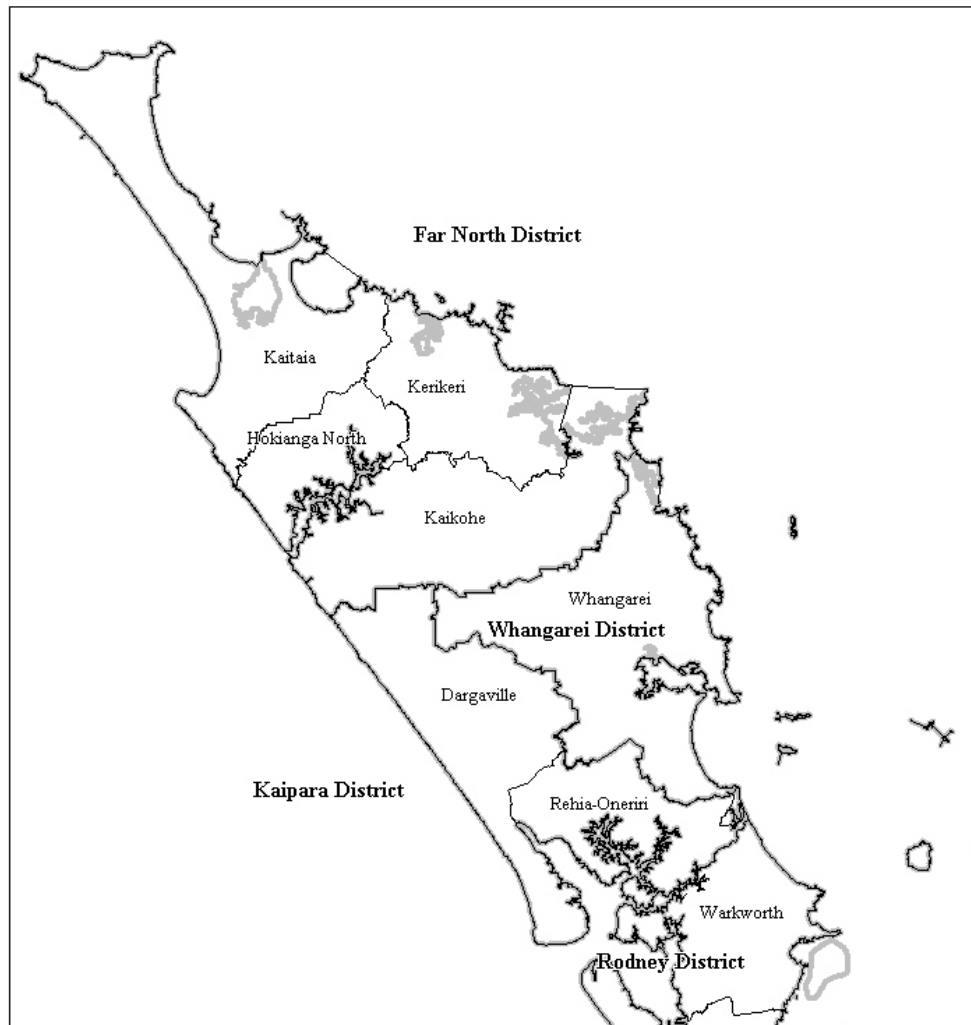 Far North District
Kaitaia
Kerikeri
Hokianga North
Kaikohe
Whangarei
Whangarei District
Dargaville
Kaipara District
Rehia-Oneriri
Warkworth
Rodney District